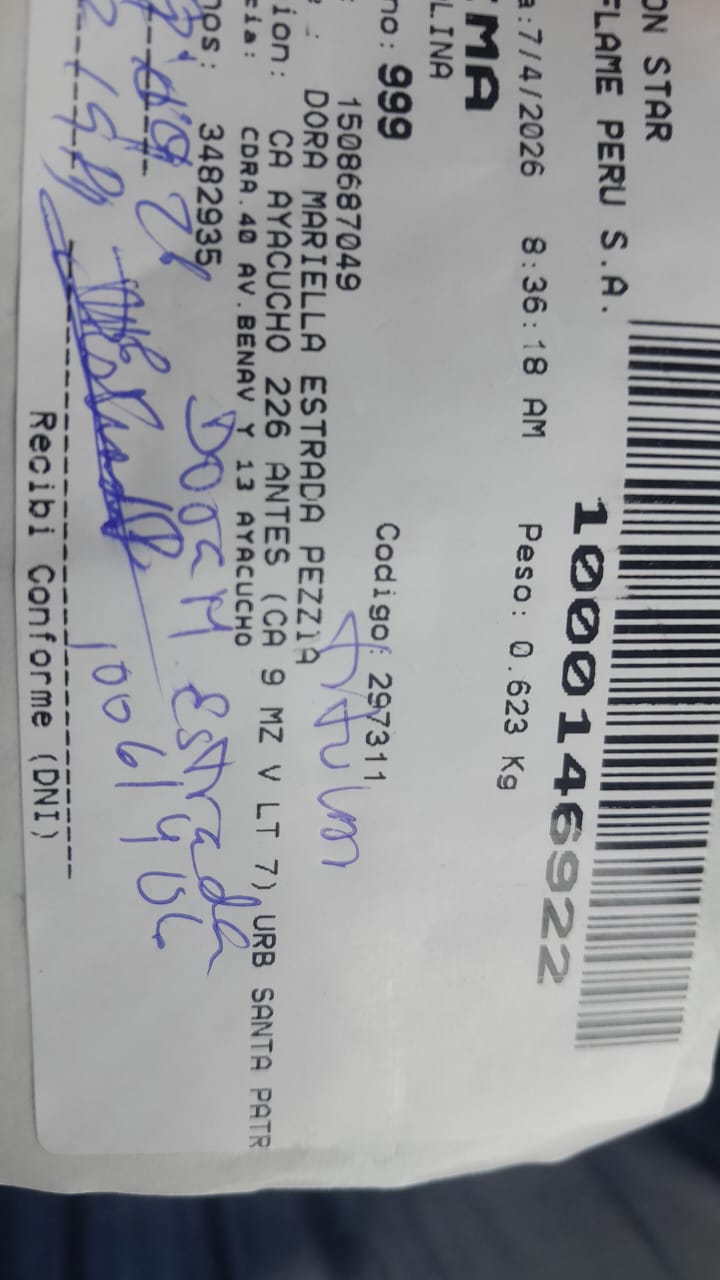 ON STAR
FLAME PERU S.A.
1000146922
a:7/4/2026 8:36:18 AM Peso: 0.623 Kg
MA
LINA
no: 999 Codigo: 297311
: 1508687049
: DORA MARIELLA ESTRADA PEZZIA
ion: CA AYACUCHO 226 ANTES (CA 9 MZ V LT 7) URB SANTA PATR
cia: CDRA.40 AV.BENAV Y 13 AYACUCHO
nos: 3482935
Titular
Dora M Estrada
Recibi Conforme (DNI)